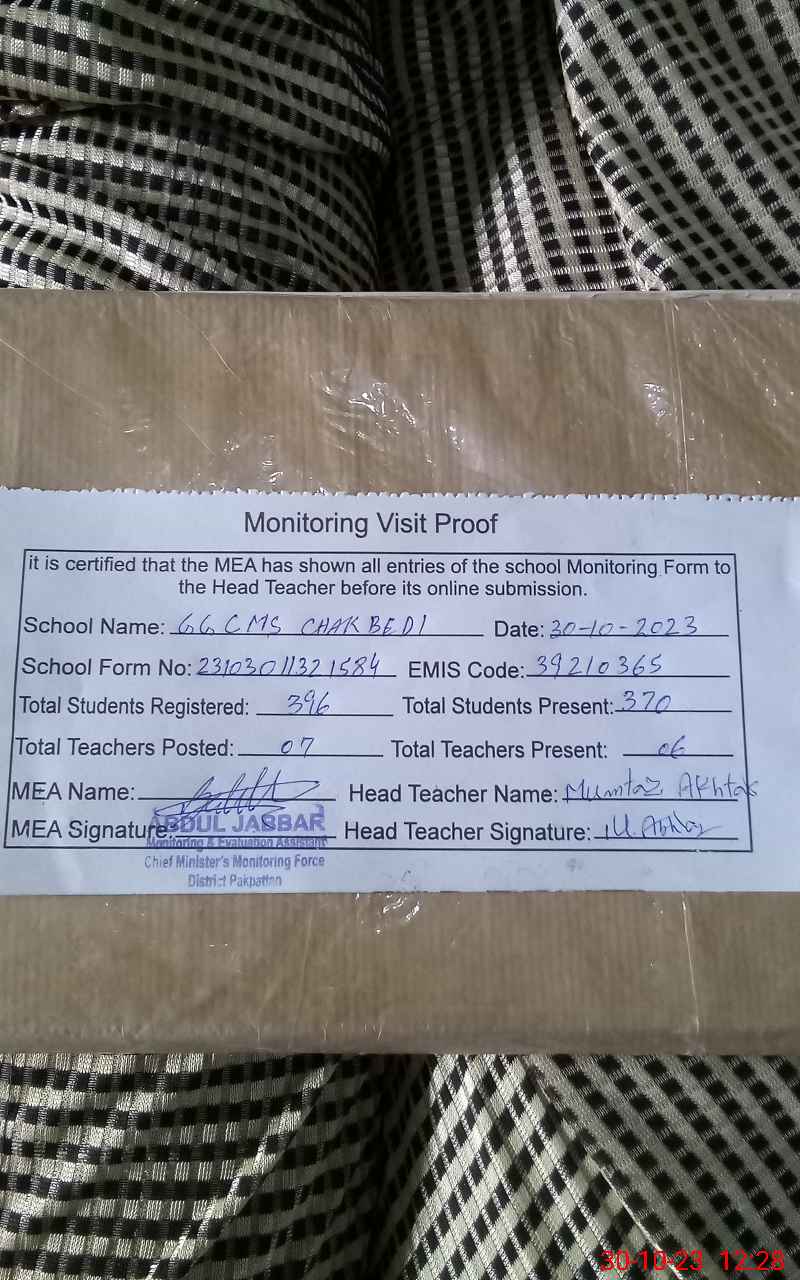 Monitoring Visit Proof
it is certified that the MEA has shown all entries of the school Monitoring Form to
the Head Teacher before its online submission.
School Name: GGCMS CHAK BEDI Date: 30-10-2023
School Form No: 23103011321584 EMIS Code: 39210365
Total Students Registered: 396 Total Students Present: 370
Total Teachers Posted: 07 Total Teachers Present: 06
MEA Name: Head Teacher Name: Mumtaz Akhtar
MEA Signature: ABDUL JABBAR Head Teacher Signature: M. Akhtar
Monitoring & Evaluation Assistant
Chief Minister's Monitoring Force
District Pakpattan
30-10-23 12:28